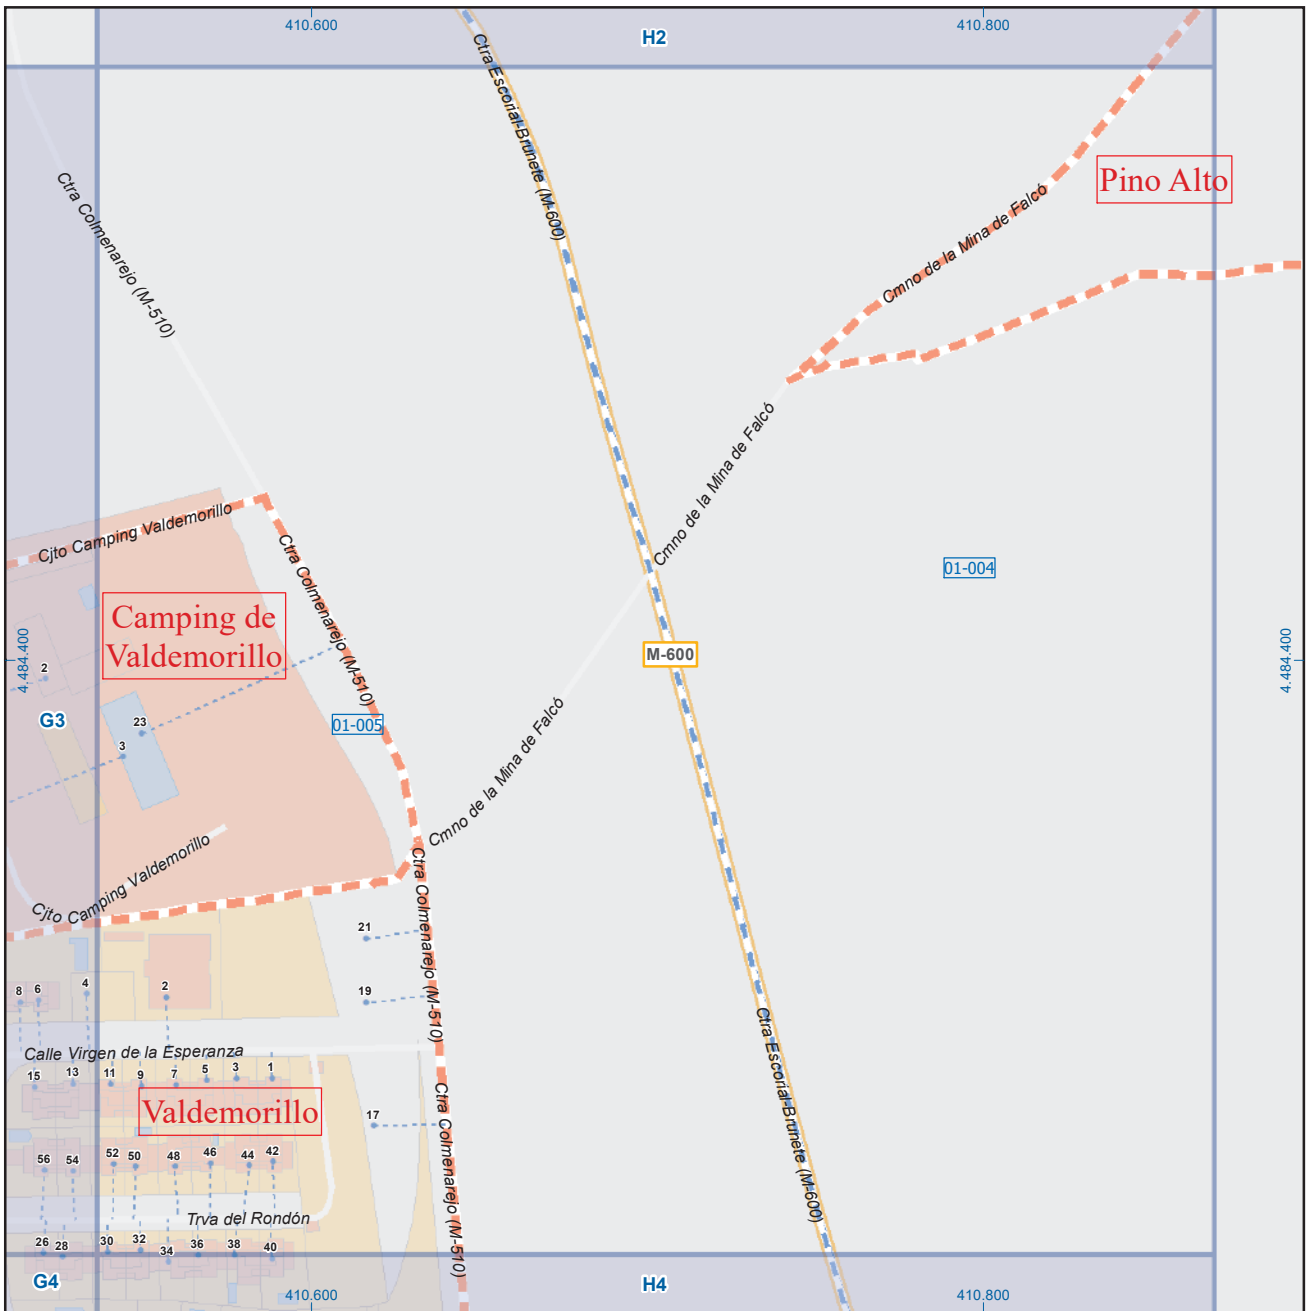 410.600
H2
410.800
Ctra Escorial-Brunete (M-600)
Pino Alto
Ctra Colmenarejo (M-510)
Cmno de la Mina de Falcó
Cmno de la Mina de Falcó
Cjto Camping Valdemorillo
Ctra Colmenarejo (M-510)
01-004
Camping de
Valdemorillo
4.484.400
M-600
4.484.400
2
G3
23
3
01-005
Cmno de la Mina de Falcó
Cjto Camping Valdemorillo
Ctra Colmenarejo (M-510)
21
19
8
6
4
2
Calle Virgen de la Esperanza
Ctra Escorial-Brunete (M-600)
15
13
11
9
7
5
3
1
Valdemorillo
17
Ctra Colmenarejo (M-510)
56
54
52
50
48
46
44
42
Trva del Rondón
26
28
30
32
34
36
38
40
G4
H4
410.600
410.800